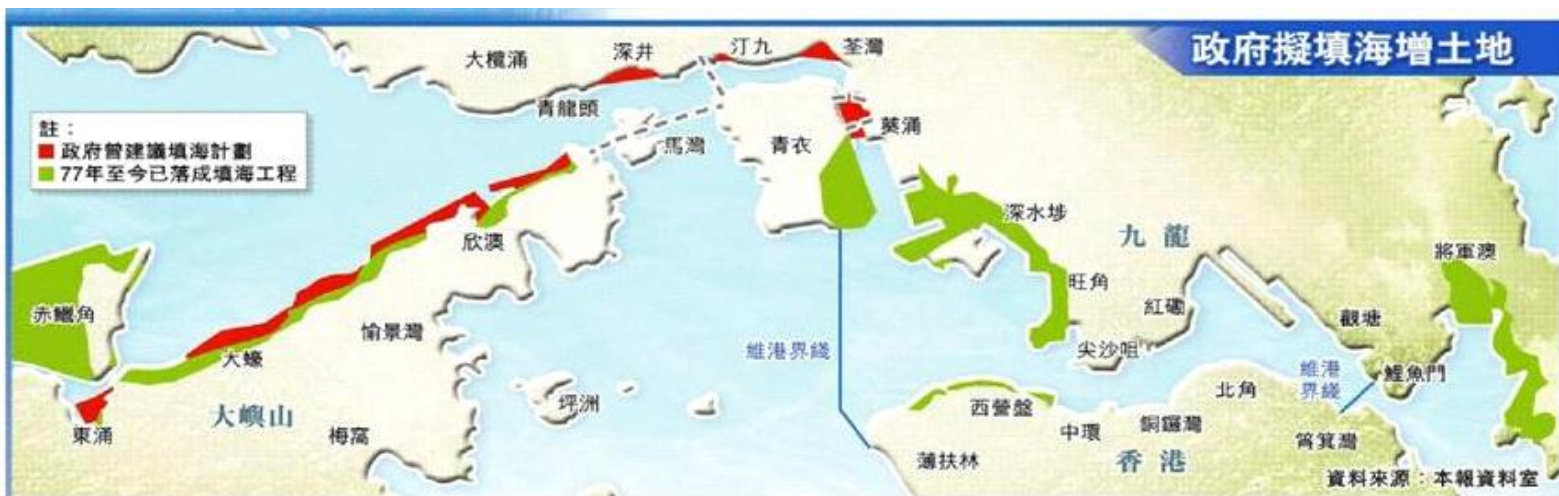 政府擬填海增土地
註：
政府曾建議填海計劃
77年至今已落成填海工程
大欖涌
深井
汀九
荃灣
青龍頭
馬灣
青衣
葵涌
欣澳
深水埗
九龍
將軍澳
赤鱲角
旺角
紅磡
觀塘
大蠔
愉景灣
維港界綫
尖沙咀
鯉魚門
維港
界綫
東涌
大嶼山
梅窩
坪洲
西營盤
中環
銅鑼灣
北角
筲箕灣
薄扶林
香港
資料來源：本報資料室